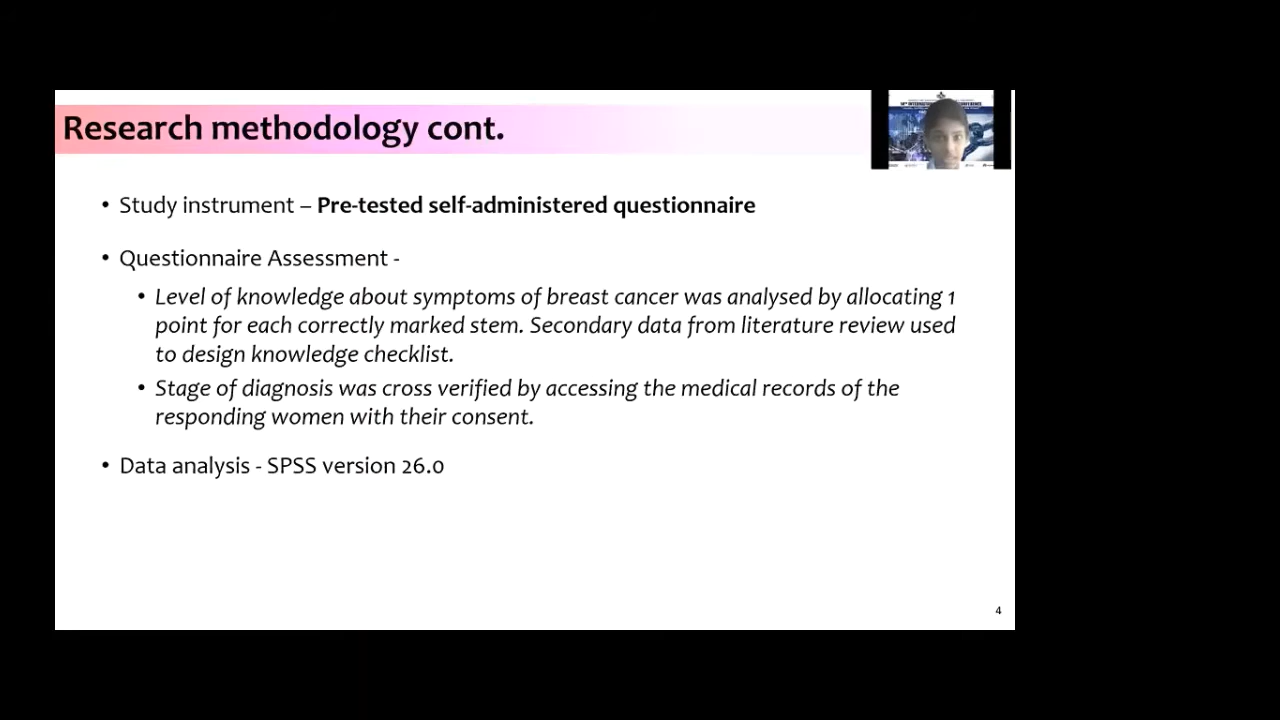 Research methodology cont.
• Study instrument – Pre-tested self-administered questionnaire
• Questionnaire Assessment -
• Level of knowledge about symptoms of breast cancer was analysed by allocating 1
point for each correctly marked stem. Secondary data from literature review used
to design knowledge checklist.
• Stage of diagnosis was cross verified by accessing the medical records of the
responding women with their consent.
• Data analysis - SPSS version 26.0
4